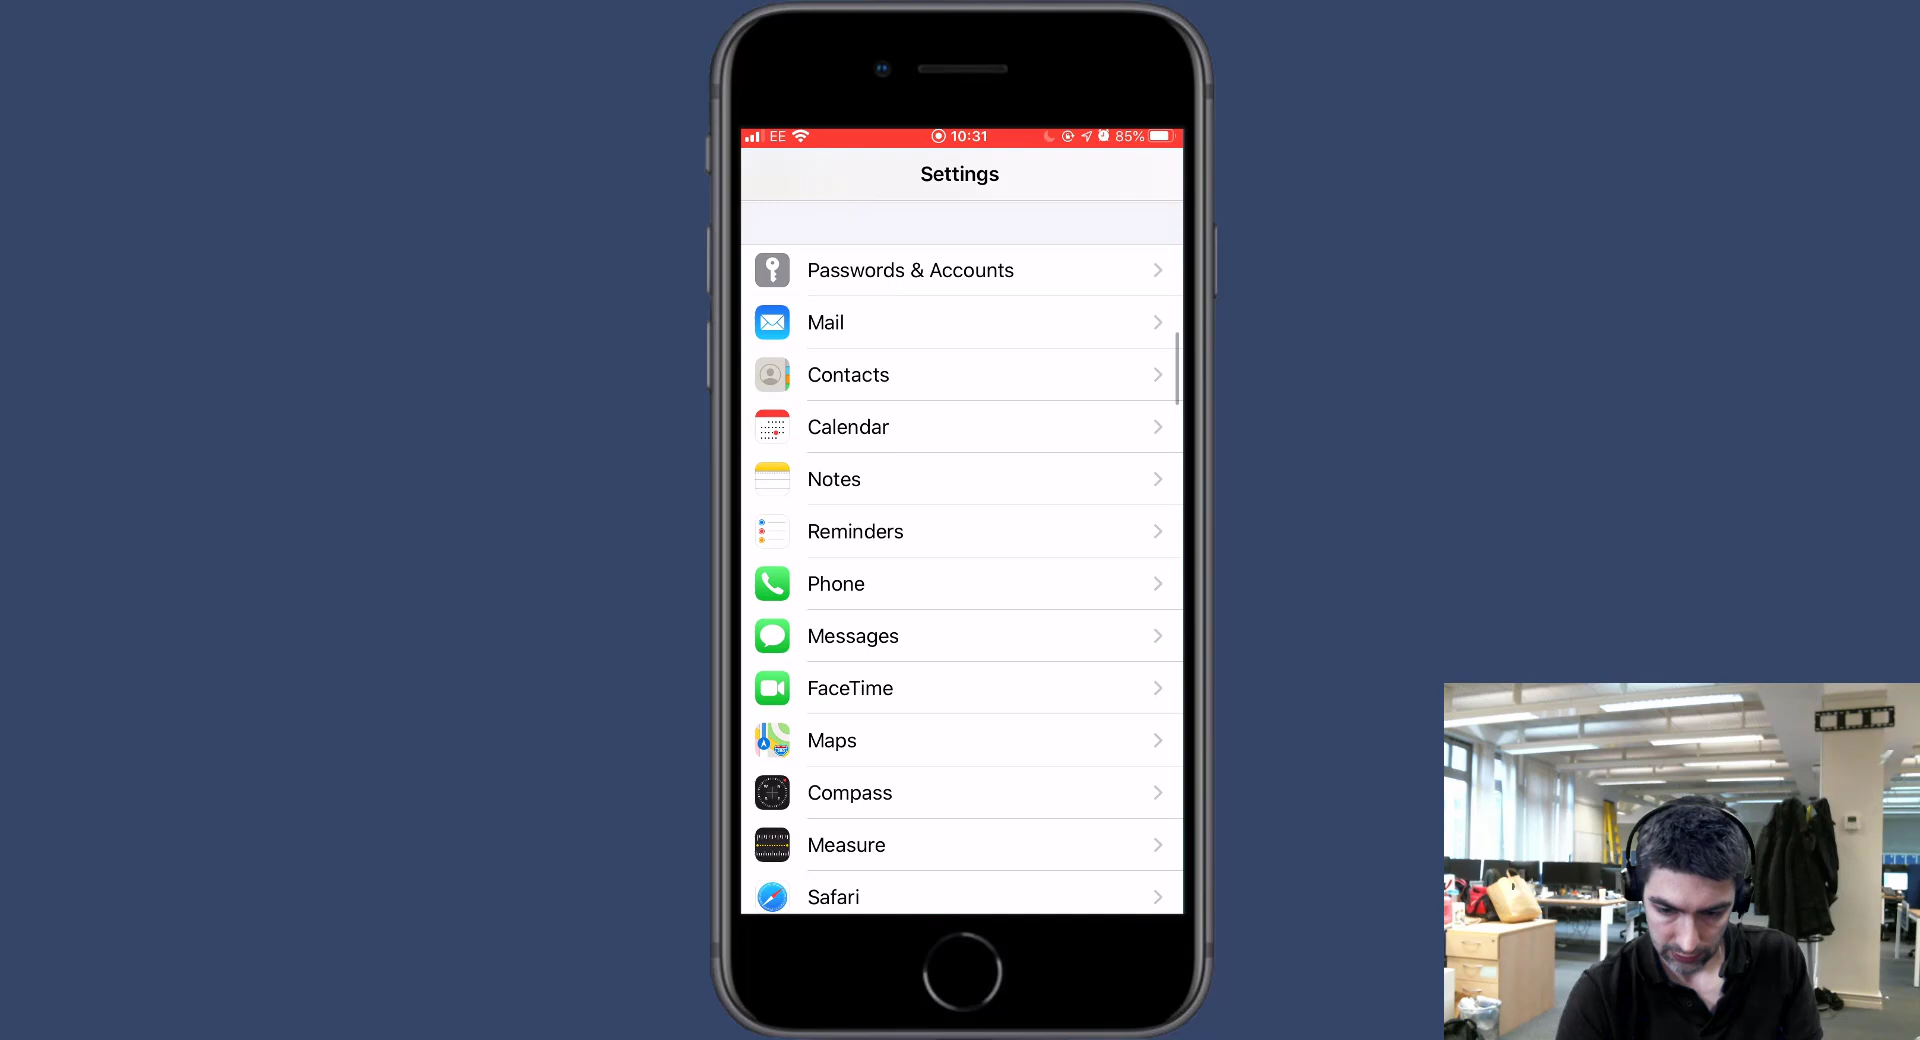 EE 10:31 85%
Settings
Passwords & Accounts
Mail
Contacts
Calendar
Notes
Reminders
Phone
Messages
FaceTime
Maps
Compass
Measure
Safari